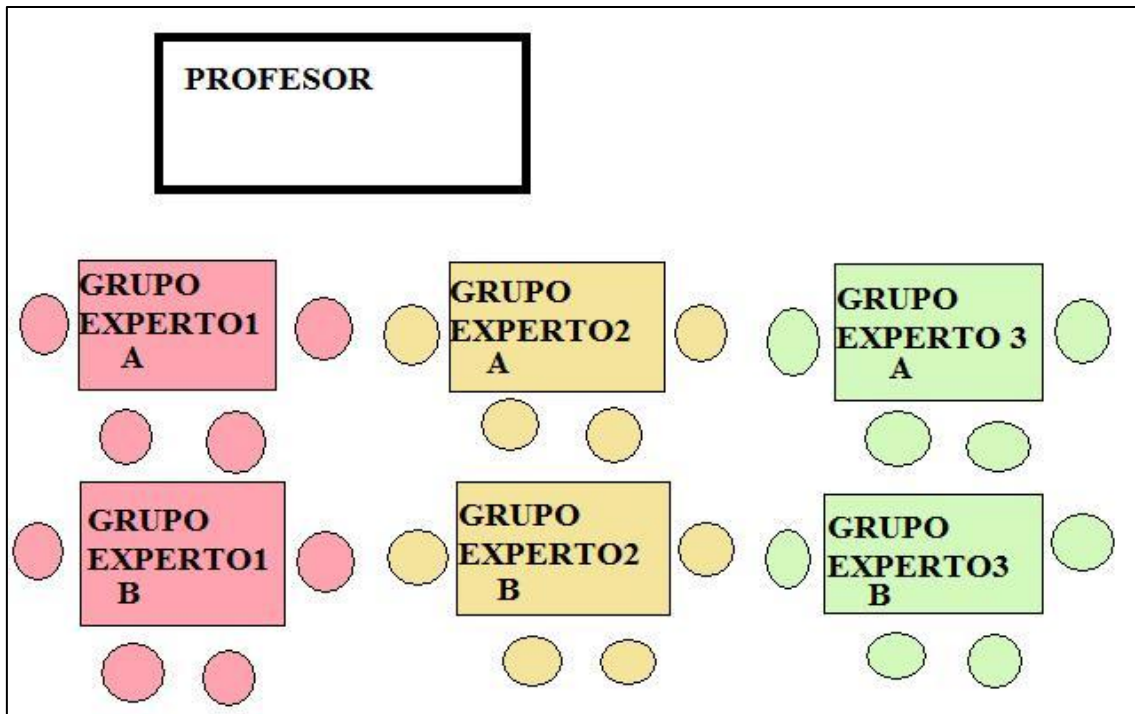 PROFESOR
GRUPO
EXPERTO1
A
GRUPO
EXPERTO2
A
GRUPO
EXPERTO 3
A
GRUPO
EXPERTO1
B
GRUPO
EXPERTO2
B
GRUPO
EXPERTO3
B